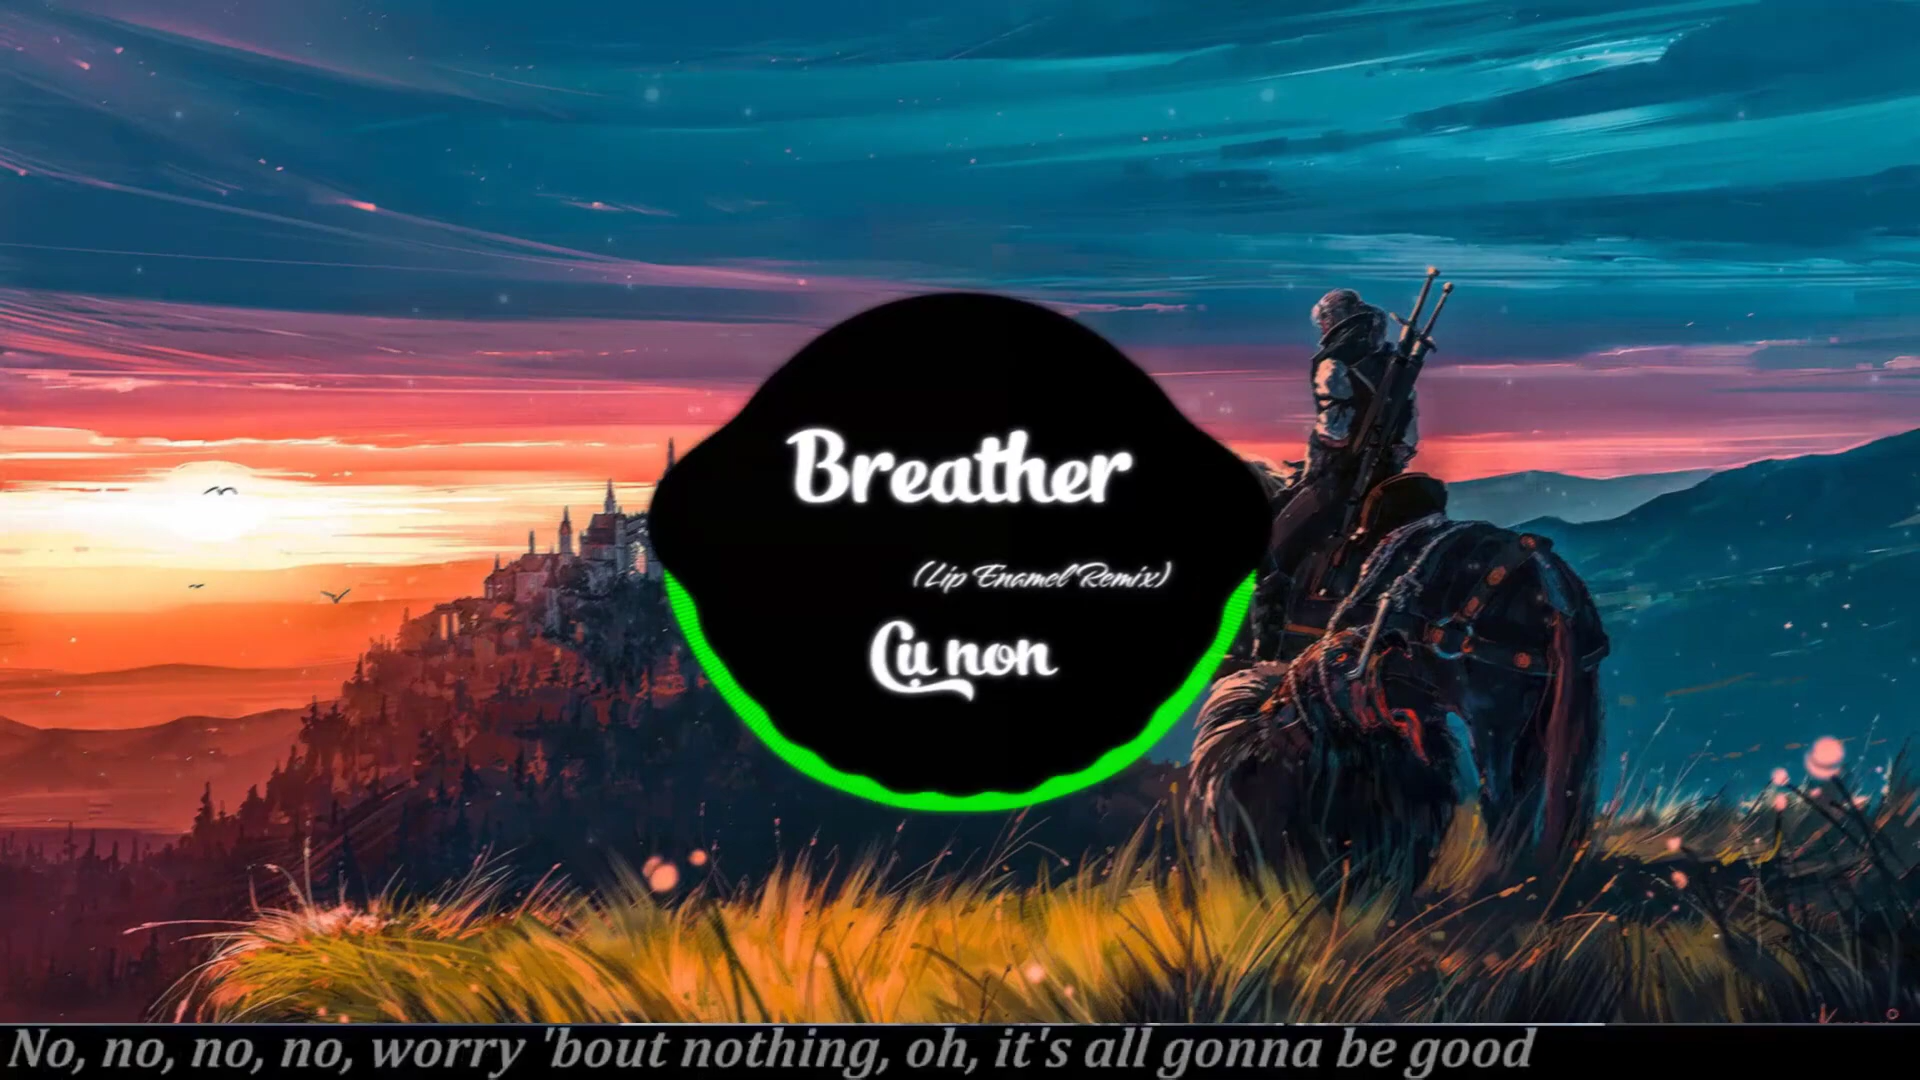 Breather
(Lip Enamel Remix)
Cu non
No, no, no, no, worry 'bout nothing, oh, it's all gonna be good